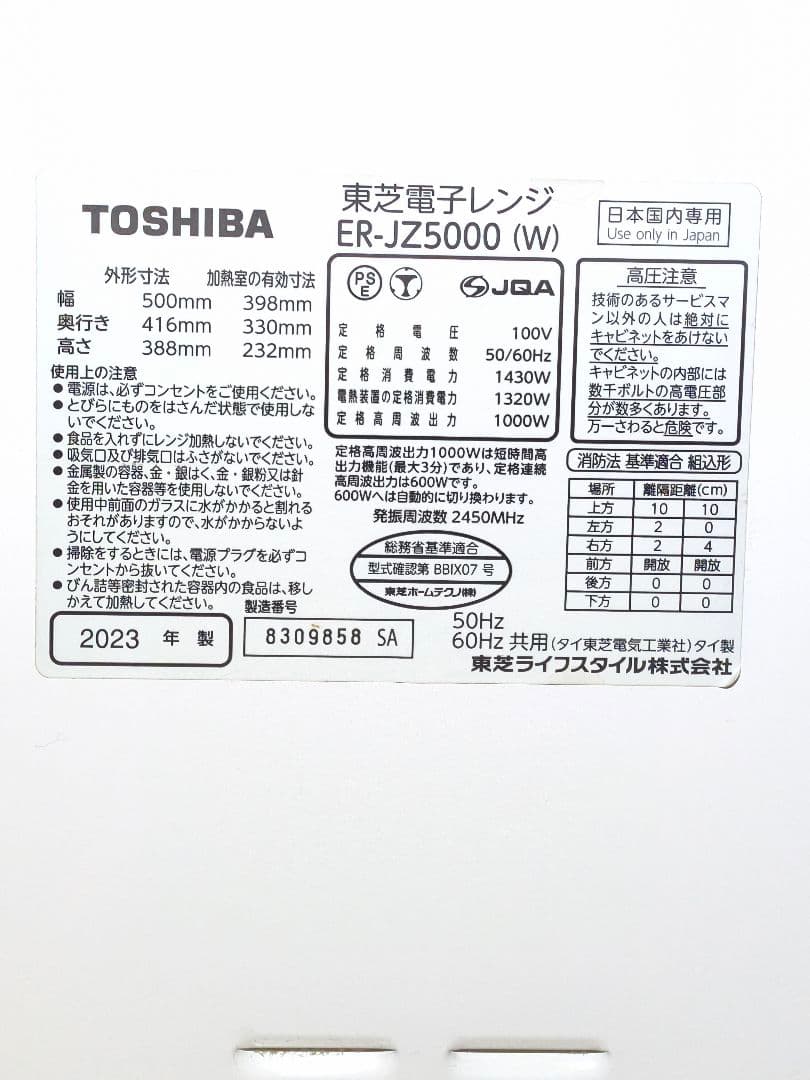 TOSHIBA
東芝電子レンジ
ER-JZ5000 (W)
日本国内専用
Use only in Japan
外形寸法 加熱室の有効寸法
幅 500mm 398mm
奥行き 416mm 330mm
高さ 388mm 232mm
使用上の注意
●電源は、必ずコンセントをご使用ください。
●とびらにものをはさんだ状態で使用しな
いでください。
●食品を入れずにレンジ加熱しないでください。
●吸気口及び排気口はふさがないでください。
●金属製の容器、金・銀はく、金・銀粉又は針
金を用いた容器等を使用しないでください。
●使用中前面のガラスに水がかかると割れる
おそれがありますので、水がかからないよ
うにしてください。
●掃除をするときには、電源プラグを必ずコ
ンセントから抜いてください。
●びん詰等密封された容器内の食品は、移し
かえて加熱してください。
PS
E
JQA
定格電圧 100V
定格周波数 50/60Hz
定格消費電力 1430W
電熱装置の定格消費電力 1320W
定格高周波出力 1000W
定格高周波出力1000Wは短時間高
出力機能(最大3分)であり、定格連続
高周波出力は600Wです。
600Wへは自動的に切り換わります。
発振周波数 2450MHz
総務省基準適合
型式確認第 BBIX07 号
東芝ホームテクノ(株)
高圧注意
技術のあるサービスマ
ン以外の人は絶対に
キャビネットをあけない
でください。
キャビネットの内部には
数千ボルトの高電圧部
分が数多くあります。
万一さわると危険です。
消防法 基準適合 組込形
場所 離隔距離(cm)
上方 10 10
左方 2 0
右方 2 4
前方 開放 開放
後方 0 0
下方 0 0
製造番号
2023 年 製
8309858 SA
50Hz
60Hz 共用(タイ東芝電気工業社)タイ製
東芝ライフスタイル株式会社